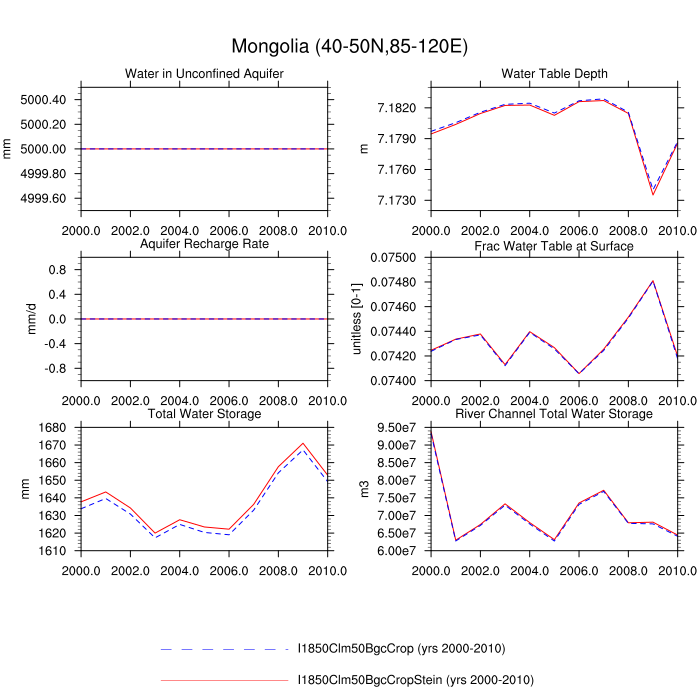 Mongolia (40-50N,85-120E)
Water in Unconfined Aquifer
Water Table Depth
5000.40
5000.20
5000.00
4999.80
4999.60
mm
2000.0 2002.0 2004.0 2006.0 2008.0 2010.0
7.1820
7.1790
7.1760
7.1730
m
2000.0 2002.0 2004.0 2006.0 2008.0 2010.0
Aquifer Recharge Rate
Frac Water Table at Surface
0.8
0.4
0.0
-0.4
-0.8
mm/d
2000.0 2002.0 2004.0 2006.0 2008.0 2010.0
0.07500
0.07480
0.07460
0.07440
0.07420
0.07400
unitless [0-1]
2000.0 2002.0 2004.0 2006.0 2008.0 2010.0
Total Water Storage
River Channel Total Water Storage
1680
1670
1660
1650
1640
1630
1620
1610
mm
2000.0 2002.0 2004.0 2006.0 2008.0 2010.0
9.50e7
9.00e7
8.50e7
8.00e7
7.50e7
7.00e7
6.50e7
6.00e7
m3
2000.0 2002.0 2004.0 2006.0 2008.0 2010.0
I1850Clm50BgcCrop (yrs 2000-2010)
I1850Clm50BgcCropStein (yrs 2000-2010)